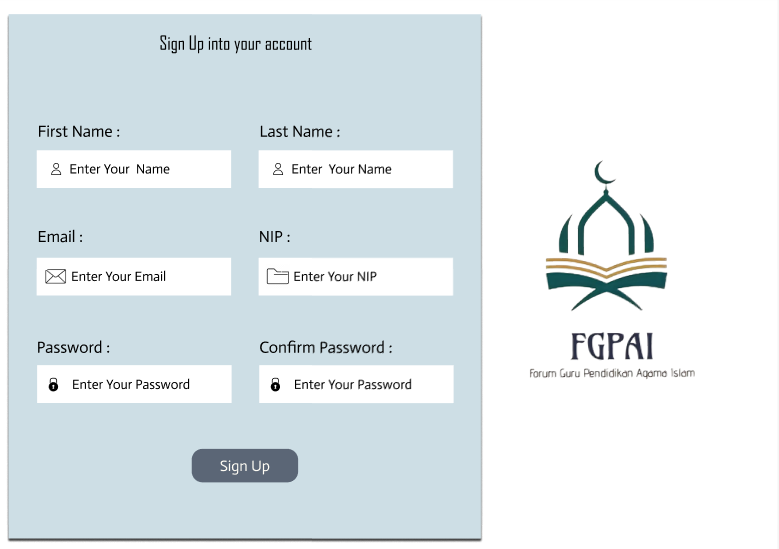 Sign Up into your account
First Name :
Last Name :
Enter Your Name
Enter Your Name
Email :
NIP :
Enter Your Email
Enter Your NIP
Password :
Confirm Password :
Enter Your Password
Enter Your Password
Sign Up
FGPAI
Forum Guru Pendidikan Agama Islam